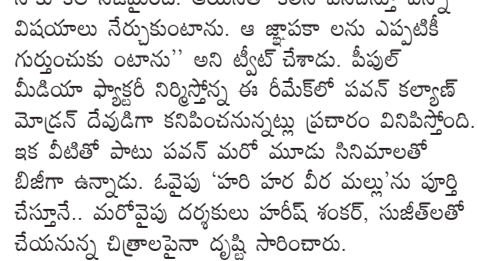 విషయాలు నేర్చుకుంటాను. ఆ జ్ఞాపకా లను ఎప్పటికీ
గుర్తుంచుకు ంటాను’’ అని ట్వీట్ చేశాడు. పీపుల్
మీడియా ఫ్యాక్టరీ నిర్మిస్తోన్న ఈ రీమేక్‌లో పవన్ కల్యాణ్
మోడ్రన్ దేవుడిగా కనిపించనున్నట్లు ప్రచారం వినిపిస్తోంది.
ఇక వీటితో పాటు పవన్ మరో మూడు సినిమాలతో
బిజీగా ఉన్నాడు. ఓవైపు ‘హరి హర వీర మల్లు’ను పూర్తి
చేస్తూనే.. మరోవైపు దర్శకులు హరీష్ శంకర్, సుజీత్‌లతో
చేయనున్న చిత్రాలపైనా దృష్టి సారించారు.